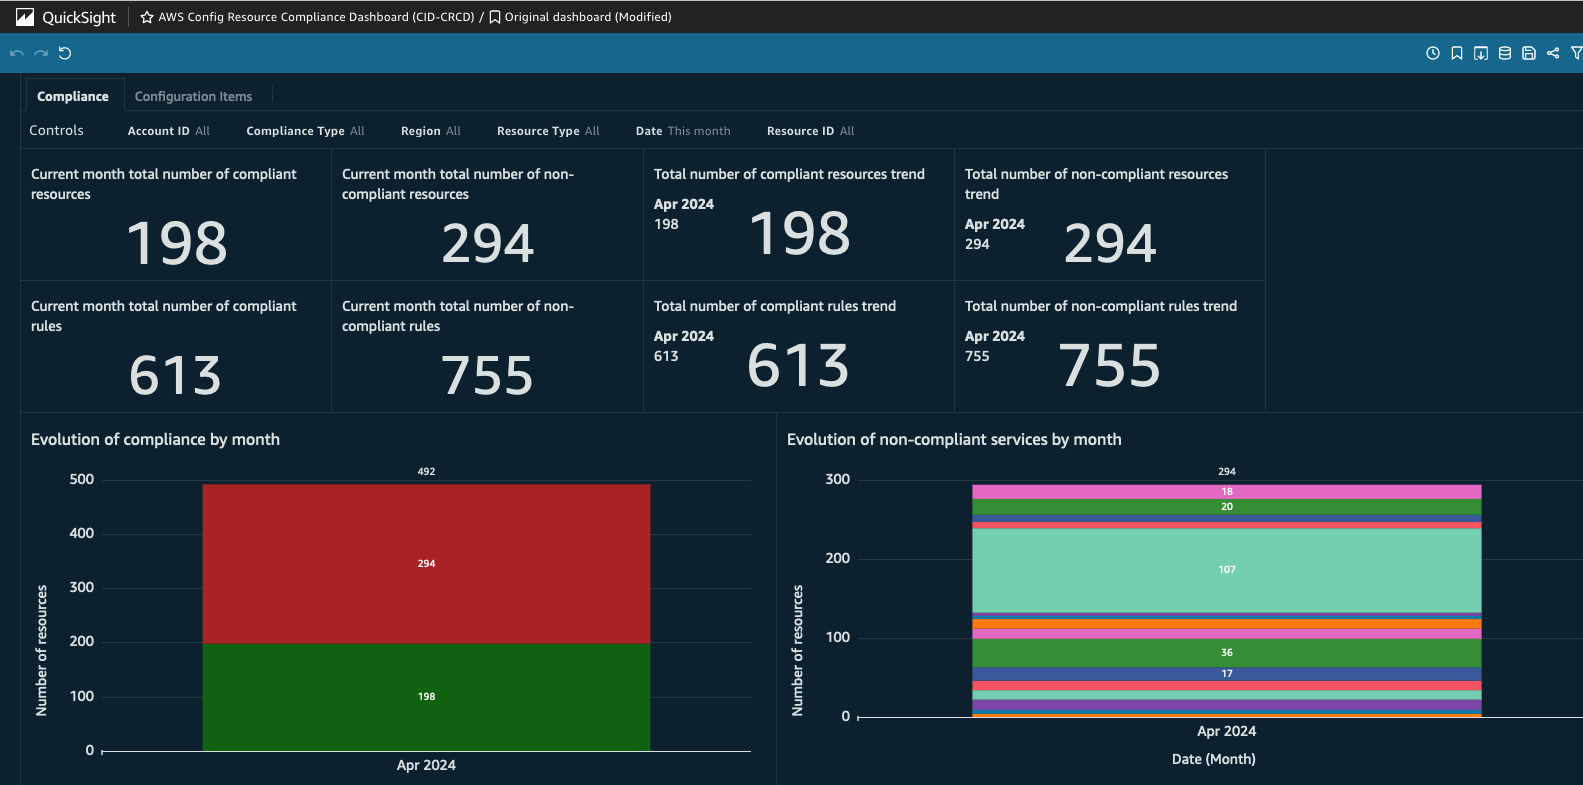 QuickSight AWS Config Resource Compliance Dashboard (CID-CRCD) / Original dashboard (Modified)
Compliance Configuration Items
Controls Account ID All Compliance Type All Region All Resource Type All Date This month Resource ID All
Current month total number of compliant
resources
198
Current month total number of non-
compliant resources
294
Total number of compliant resources trend
Apr 2024
198
198
Total number of non-compliant resources
trend
Apr 2024
294
294
Current month total number of compliant
rules
613
Current month total number of non-
compliant rules
755
Total number of compliant rules trend
Apr 2024
613
613
Total number of non-compliant rules trend
Apr 2024
755
755
Evolution of compliance by month
Number of resources
500
400
300
200
100
0
492
294
198
Apr 2024
Evolution of non-compliant services by month
Number of resources
300
200
100
0
294
18
20
107
36
17
Apr 2024
Date (Month)